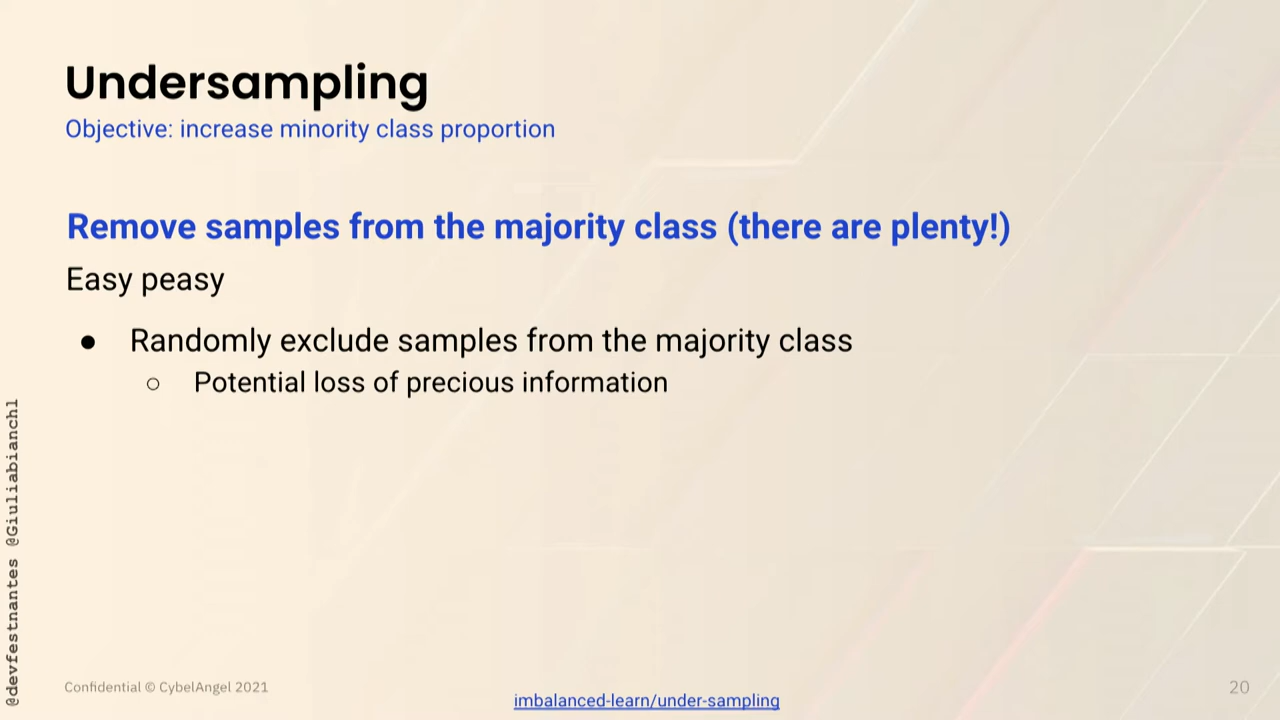 Undersampling
Objective: increase minority class proportion
Remove samples from the majority class (there are plenty!)
Easy peasy
● Randomly exclude samples from the majority class
○ Potential loss of precious information
@devfestnantes @Giuliabianchl
Confidential © CybelAngel 2021
imbalanced-learn/under-sampling
20